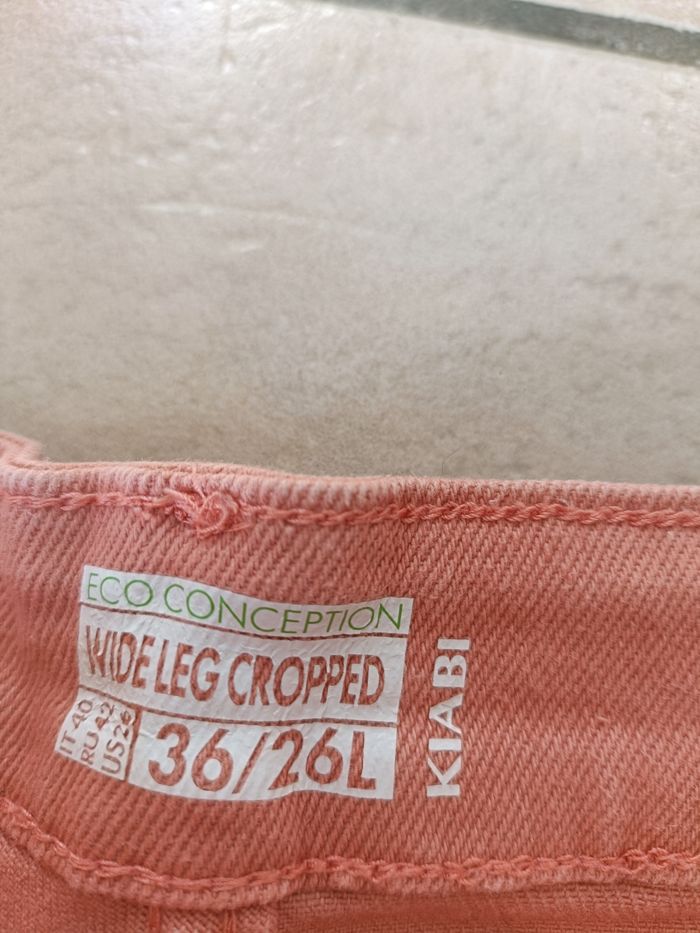 ECO CONCEPTION
WIDE LEG CROPPED
IT 40
RU 42
US 26
36/26L
KIABI